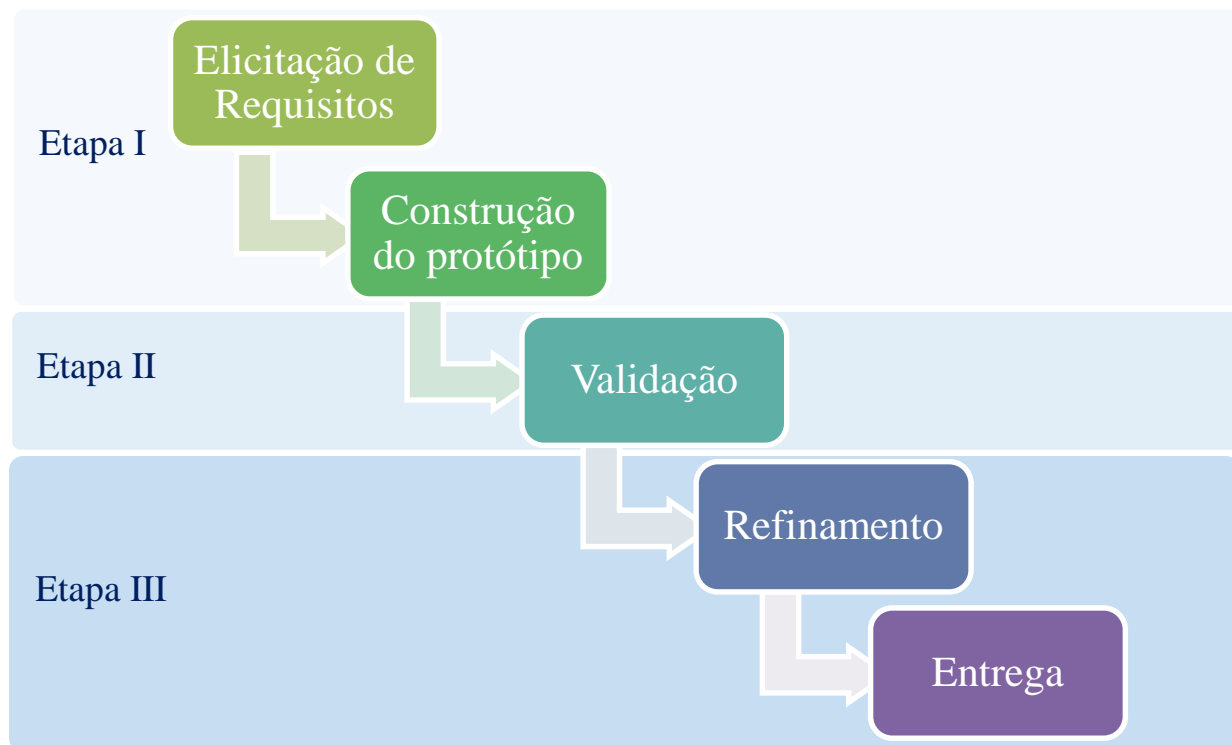 Elicitação de
Requisitos
Etapa I
Construção
do protótipo
Etapa II
Validação
Refinamento
Etapa III
Entrega